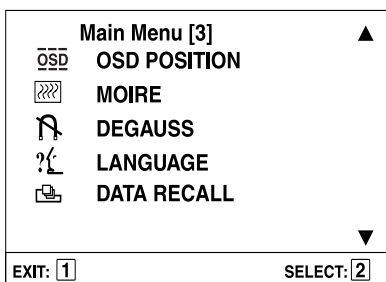 Main Menu [3]
OSD OSD POSITION
MOIRE
DEGAUSS
? LANGUAGE
DATA RECALL
EXIT: 1 SELECT: 2